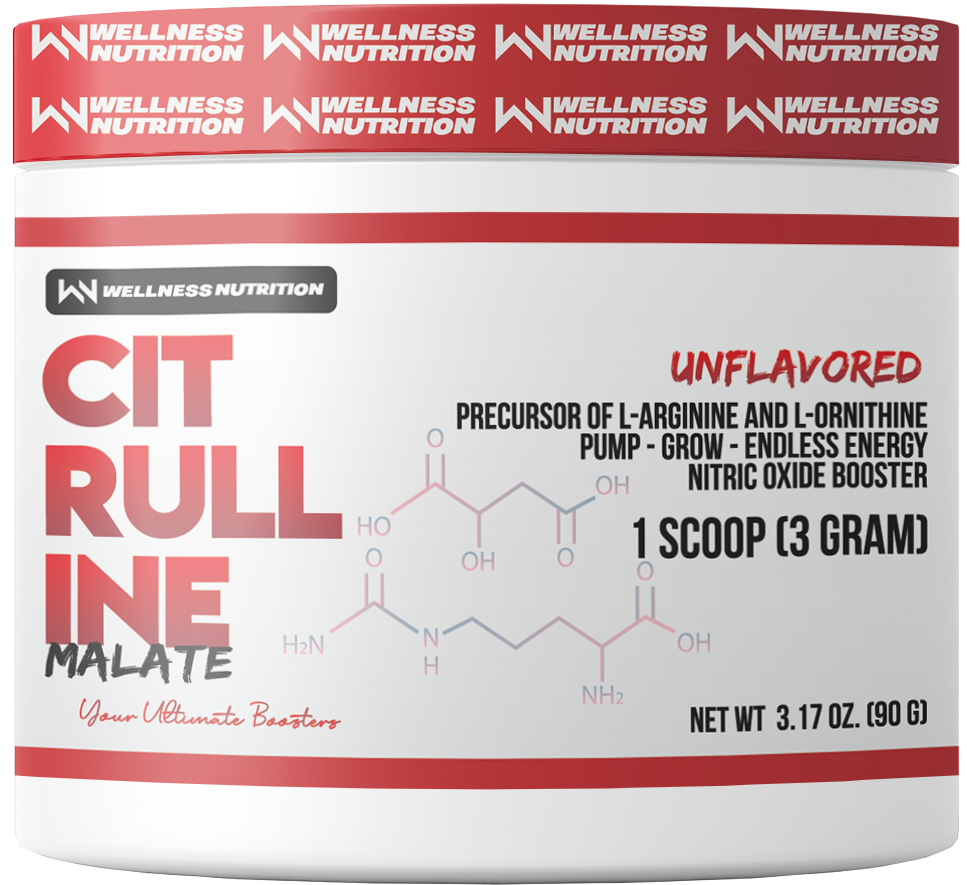 WELLNESS NUTRITION WELLNESS NUTRITION WELLNESS NUTRITION WELLNESS NUTRITION
WELLNESS NUTRITION WELLNESS NUTRITION WELLNESS NUTRITION WELLNESS NUTRITION
WELLNESS NUTRITION
CIT
RULL
INE
MALATE
Your Ultimate Boosters
UNFLAVORED
PRECURSOR OF L-ARGININE AND L-ORNITHINE
PUMP - GROW - ENDLESS ENERGY
NITRIC OXIDE BOOSTER
1 SCOOP (3 GRAM)
O
OH
HO
OH
O
O
O
H₂N
N
H
OH
NH₂
NET WT 3.17 OZ. (90 G)